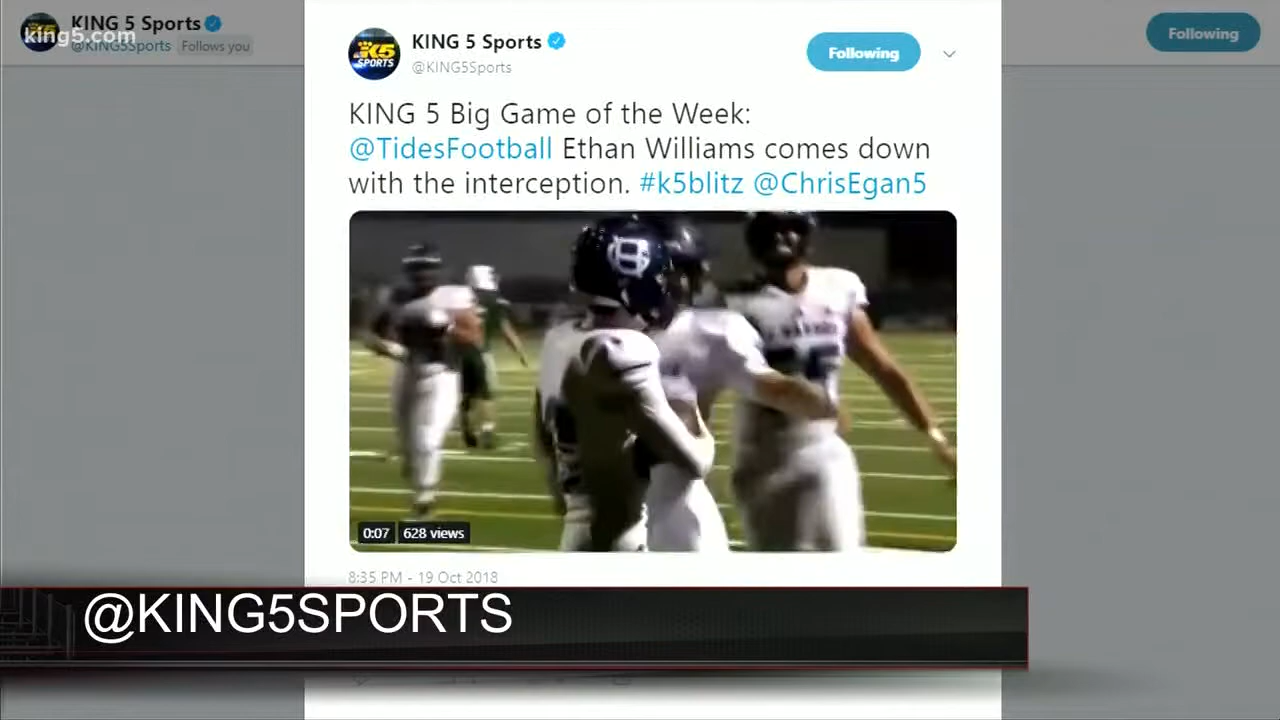 KING 5 Sports
king5.com
@KING5Sports Follows you
Following
K5
SPORTS
KING 5 Sports
@KING5Sports
Following
KING 5 Big Game of the Week:
@TidesFootball Ethan Williams comes down
with the interception. #k5blitz @ChrisEgan5
0:07 628 views
8:35 PM - 19 Oct 2018
@KING5SPORTS